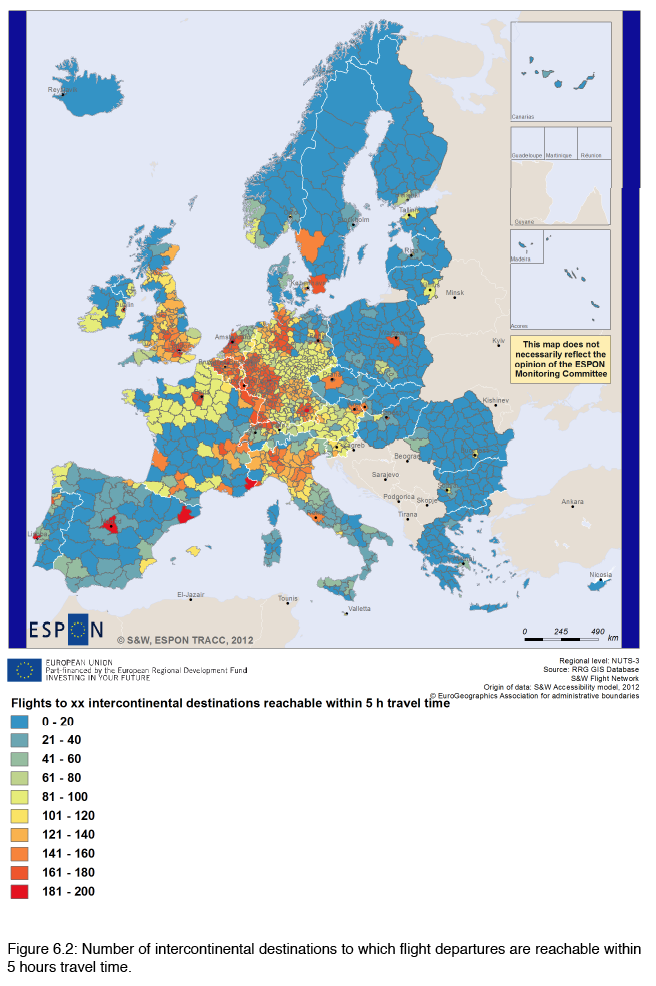 Reykjavik
Canarias
Guadeloupe
Martinique
Réunion
Guyane
Madeira
Acores
This map does not
necessarily reflect the
opinion of the ESPON
Monitoring Committee
Tallinn
Minsk
Kyiv
Kishinev
Zagreb
Sarajevo
Podgorica
Skopje
Tirana
Ankara
Nicosia
El-Jazair
Tounis
Valletta
ESPON
© S&W, ESPON TRACC, 2012
0 245 490
km
EUROPEAN UNION
Part-financed by the European Regional Development Fund
INVESTING IN YOUR FUTURE
Regional level: NUTS-3
Source: RRG GIS Database
S&W Flight Network
Origin of data: S&W Accessibility model, 2012
© EuroGeographics Association for administrative boundaries
Flights to xx intercontinental destinations reachable within 5 h travel time
0 - 20
21 - 40
41 - 60
61 - 80
81 - 100
101 - 120
121 - 140
141 - 160
161 - 180
181 - 200
Figure 6.2: Number of intercontinental destinations to which flight departures are reachable within
5 hours travel time.